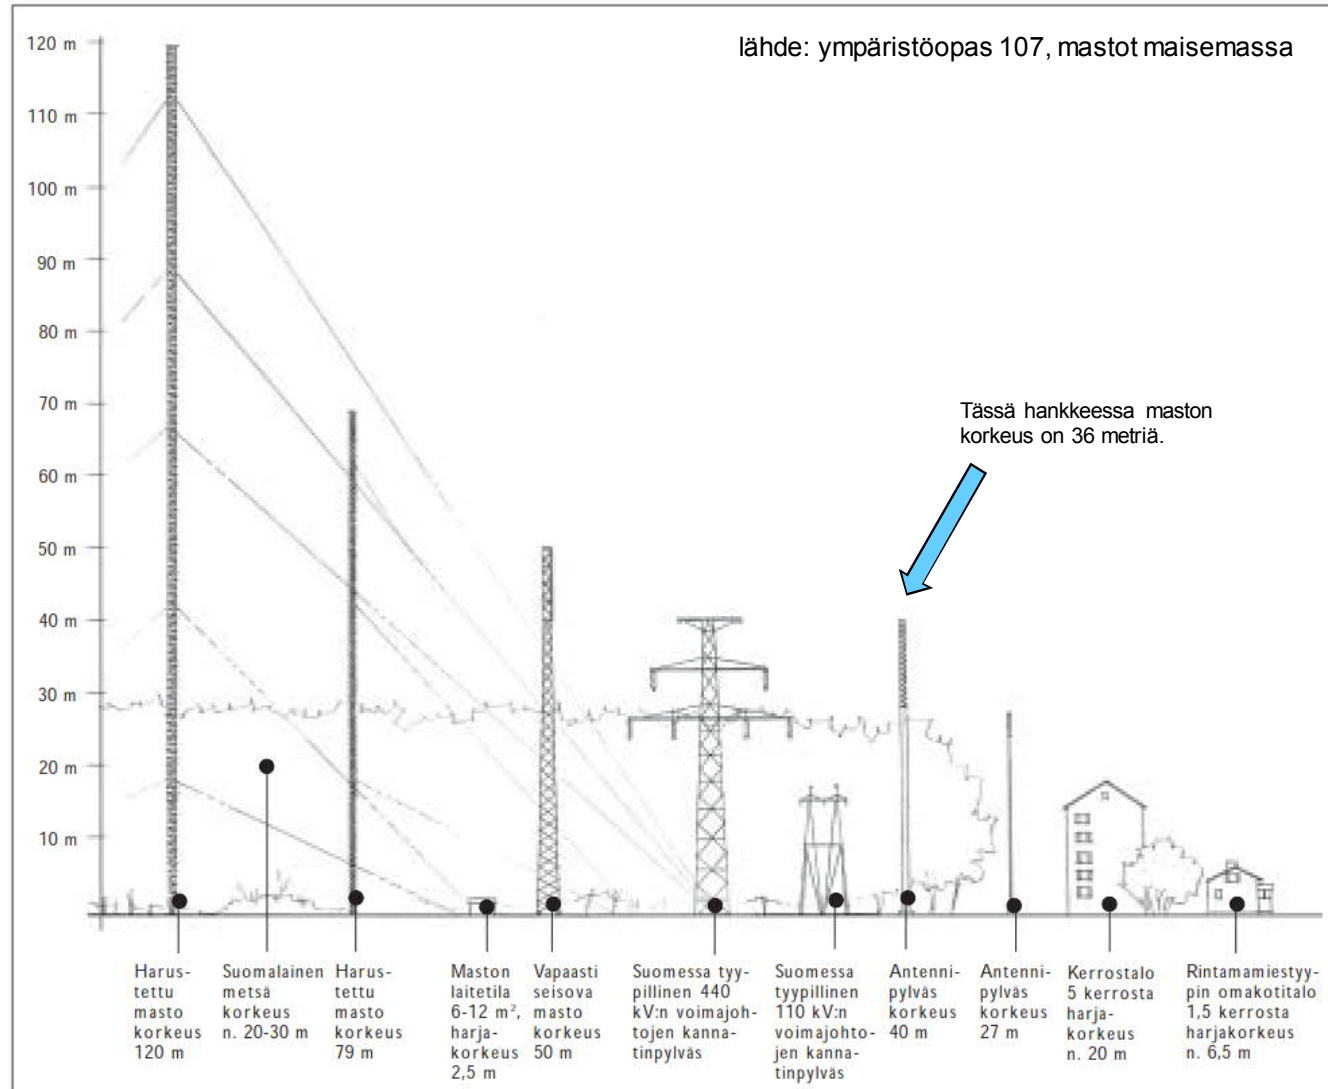 lähde: ympäristöopas 107, mastot maisemassa
120 m
110 m
100 m
90 m
80 m
70 m
60 m
50 m
40 m
30 m
20 m
10 m
Tässä hankkeessa maston
korkeus on 36 metriä.
Harus-
tettu
masto
korkeus
120 m
Suomalainen
metsä
korkeus
n. 20-30 m
Harus-
tettu
masto
korkeus
79 m
Maston
laitetila
6-12 m²,
harja-
korkeus
2,5 m
Vapaasti
seisova
masto
korkeus
50 m
Suomessa tyy-
pillinen 440
kV:n voimajoh-
tojen kanna-
tinpylväs
Suomessa
tyypillinen
110 kV:n
voimajohto-
jen kanna-
tinpylväs
Antenni-
pylväs
korkeus
40 m
Antenni-
pylväs
korkeus
27 m
Kerrostalo
5 kerrosta
harja-
korkeus
n. 20 m
Rintamamiestyy-
pin omakotitalo
1,5 kerrosta
harjakorkeus
n. 6,5 m